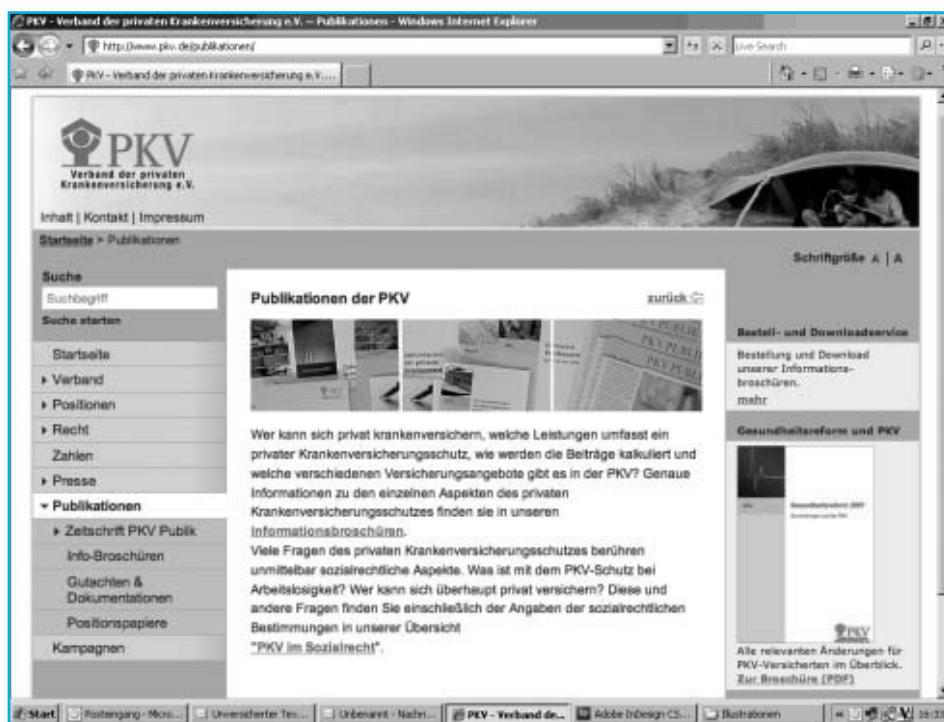 PKV - Verband der privaten Krankenversicherung e.V. – Publikationen - Windows Internet Explorer
http://www.pkv.de/publikationen/
Live Search
PKV - Verband der privaten Krankenversicherung e.V....
PKV
Verband der privaten
Krankenversicherung e.V.
Inhalt | Kontakt | Impressum
Startseite > Publikationen
Schriftgröße A | A
Suche
Suchbegriff
Suche starten
Startseite
Verband
Positionen
Recht
Zahlen
Presse
Publikationen
Zeitschrift PKV Publik
Info-Broschüren
Gutachten &
Dokumentationen
Positionspapiere
Kampagnen
Publikationen der PKV
zurück
PKV PUBLIK
Wer kann sich privat krankenversichern, welche Leistungen umfasst ein
privater Krankenversicherungsschutz, wie werden die Beiträge kalkuliert und
welche verschiedenen Versicherungsangebote gibt es in der PKV? Genaue
Informationen zu den einzelnen Aspekten des privaten
Krankenversicherungsschutzes finden sie in unseren
Informationsbroschüren.
Viele Fragen des privaten Krankenversicherungsschutzes berühren
unmittelbar sozialrechtliche Aspekte. Was ist mit dem PKV-Schutz bei
Arbeitslosigkeit? Wer kann sich überhaupt privat versichern? Diese und
andere Fragen finden Sie einschließlich der Angaben der sozialrechtlichen
Bestimmungen in unserer Übersicht
"PKV im Sozialrecht".
Bestell- und Downloadservice
Bestellung und Download
unserer Informations-
broschüren.
mehr
Gesundheitsreform und PKV
Gesundheitsreform 2007
PKV
Alle relevanten Änderungen für
PKV-Versicherten im Überblick.
Zur Broschüre (PDF)
Start
Posteingang - Micro...
Unversicherter Tex...
Unbenannt - Nachri...
PKV - Verband de...
Adobe InDesign CS...
Illustrationen